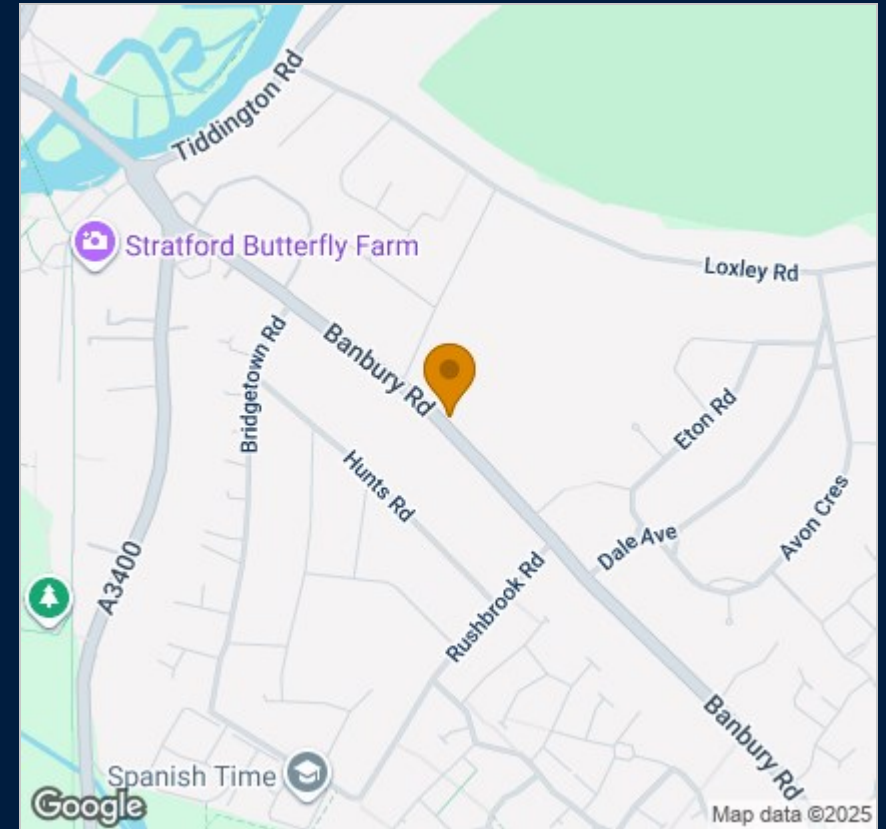 Tiddington Rd
Stratford Butterfly Farm
Loxley Rd
Banbury Rd
Bridgetown Rd
Eton Rd
Hunts Rd
Avon Cres
Dale Ave
A3400
Rushbrook Rd
Banbury Rd
Spanish Time
Google
Map data ©2025